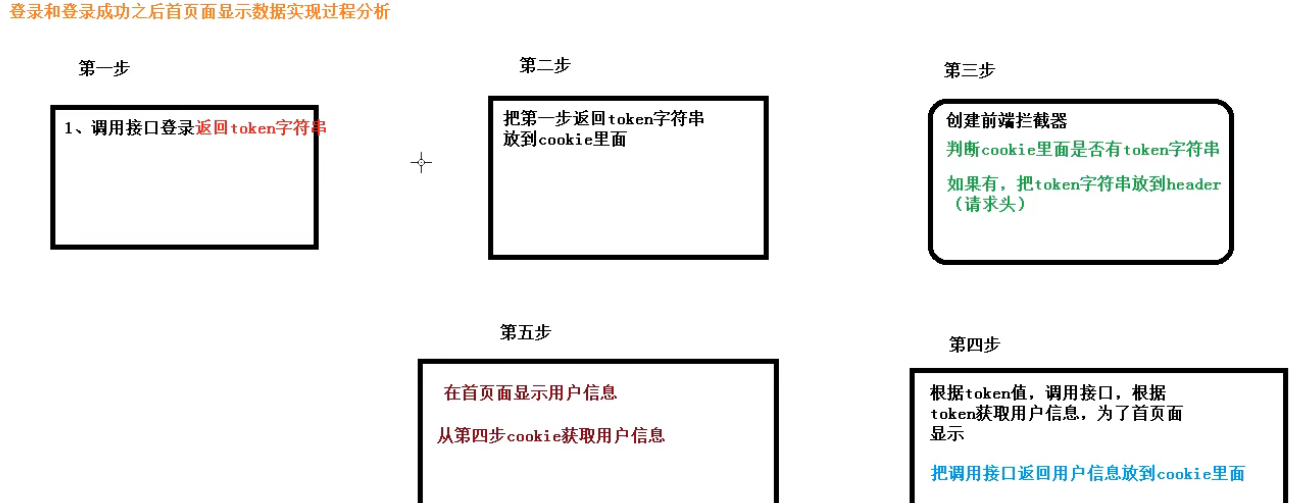 登录和登录成功之后首页面显示数据实现过程分析
第一步
1、调用接口登录返回token字符串
第二步
把第一步返回token字符串
放到cookie里面
第三步
创建前端拦截器
判断cookie里面是否有token字符串
如果有，把token字符串放到header
（请求头）
第四步
根据token值，调用接口，根据
token获取用户信息，为了首页面
显示
把调用接口返回用户信息放到cookie里面
第五步
在首页面显示用户信息
从第四步cookie获取用户信息